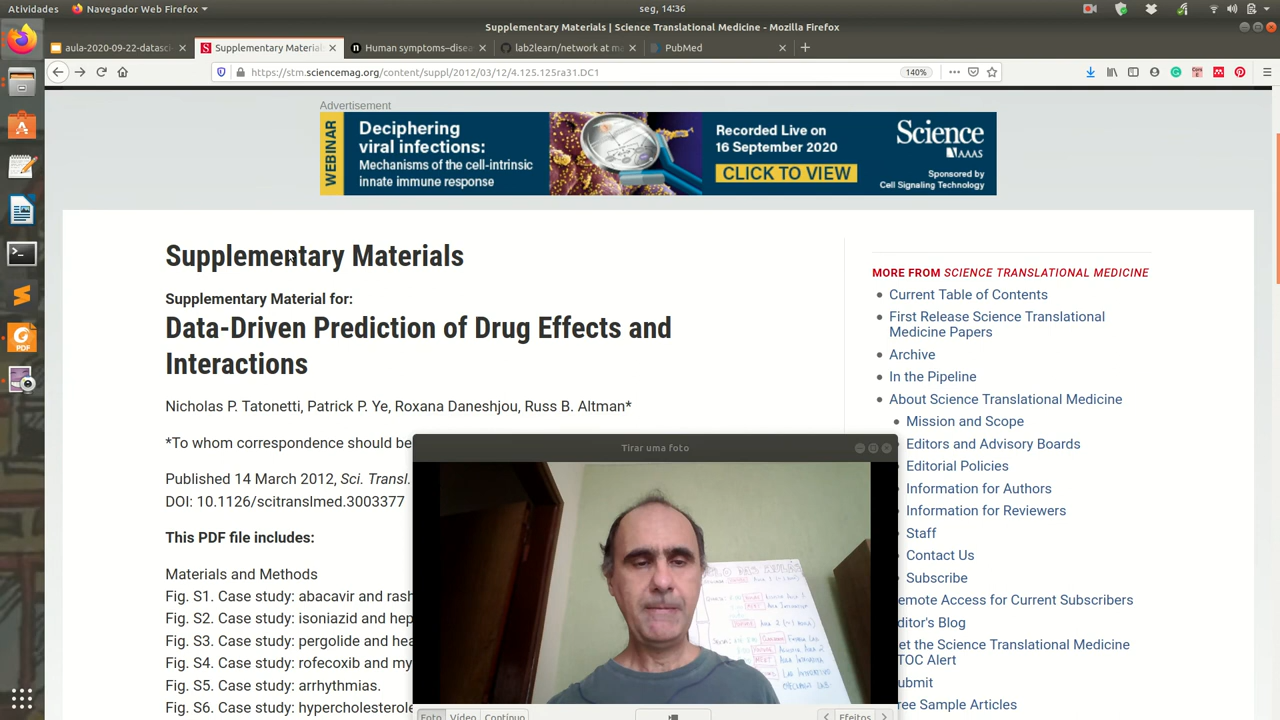 Atividades
Navegador Web Firefox
seg, 14:36
Supplementary Materials | Science Translational Medicine - Mozilla Firefox
aula-2020-09-22-datasci
Supplementary Material
Human symptoms–disea
lab2learn/network at ma
PubMed
https://stm.sciencemag.org/content/suppl/2012/03/12/4.125.125ra31.DC1
140%
Advertisement
WEBINAR
Deciphering
viral infections:
Mechanisms of the cell-intrinsic
innate immune response
Recorded Live on
16 September 2020
CLICK TO VIEW
Science
AAAS
Sponsored by
Cell Signaling Technology
Supplementary Materials
Supplementary Material for:
Data-Driven Prediction of Drug Effects and
Interactions
Nicholas P. Tatonetti, Patrick P. Ye, Roxana Daneshjou, Russ B. Altman*
*To whom correspondence should be
Published 14 March 2012, Sci. Transl.
DOI: 10.1126/scitranslmed.3003377
This PDF file includes:
Materials and Methods
Fig. S1. Case study: abacavir and rash
Fig. S2. Case study: isoniazid and hep
Fig. S3. Case study: pergolide and hea
Fig. S4. Case study: rofecoxib and my
Fig. S5. Case study: arrhythmias.
Fig. S6. Case study: hypercholesterole
MORE FROM SCIENCE TRANSLATIONAL MEDICINE
Current Table of Contents
First Release Science Translational
Medicine Papers
Archive
In the Pipeline
About Science Translational Medicine
Mission and Scope
Editors and Advisory Boards
Editorial Policies
Information for Authors
Information for Reviewers
Staff
Contact Us
Subscribe
emote Access for Current Subscribers
ditor's Blog
et the Science Translational Medicine
TOC Alert
ubmit
ree Sample Articles
Tirar uma foto
Foto
Vídeo
Contínuo
Efeitos
PDF